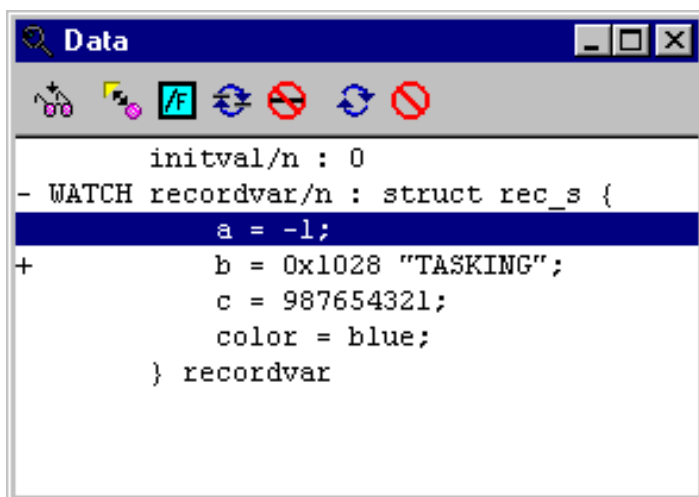 Data
/F
initval/n : 0
- WATCH recordvar/n : struct rec_s {
a = -1;
+ b = 0x1028 "TASKING";
c = 987654321;
color = blue;
} recordvar